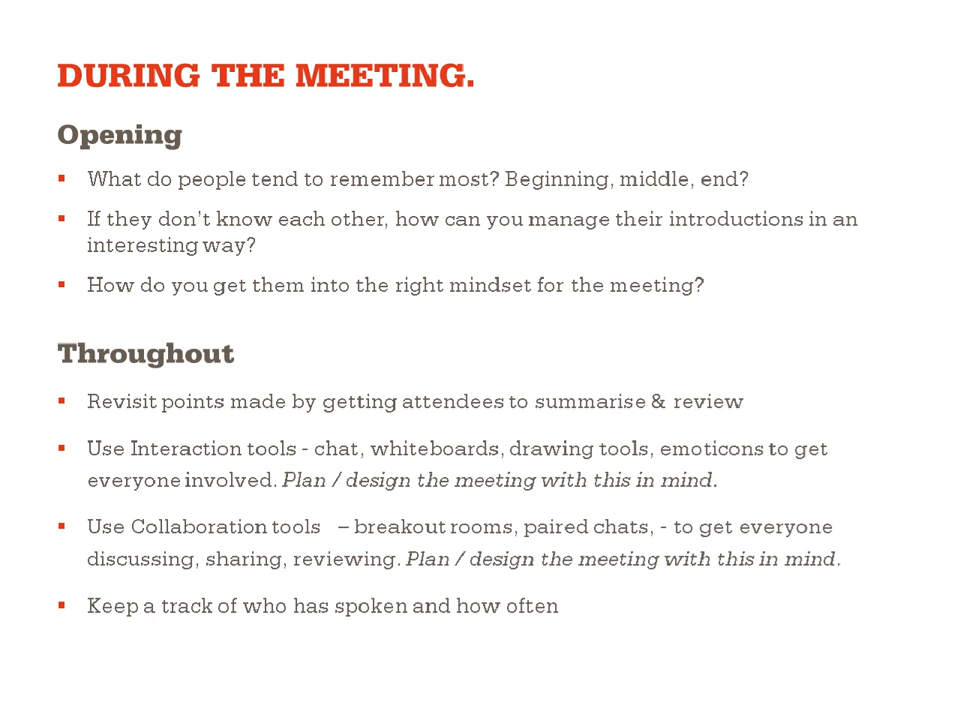 DURING THE MEETING.
Opening
▪ What do people tend to remember most? Beginning, middle, end?
▪ If they don't know each other, how can you manage their introductions in an
interesting way?
▪ How do you get them into the right mindset for the meeting?
Throughout
▪ Revisit points made by getting attendees to summarise & review
▪ Use Interaction tools - chat, whiteboards, drawing tools, emoticons to get
everyone involved. Plan / design the meeting with this in mind.
▪ Use Collaboration tools – breakout rooms, paired chats, - to get everyone
discussing, sharing, reviewing. Plan / design the meeting with this in mind.
▪ Keep a track of who has spoken and how often